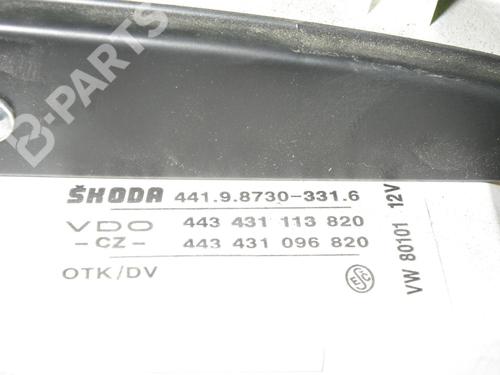 B-PARTS
ŠKODA 441.9.8730-331.6
VDO 443 431 113 820
-CZ- 443 431 096 820
OTK/DV
ESC
VW 80101 12V